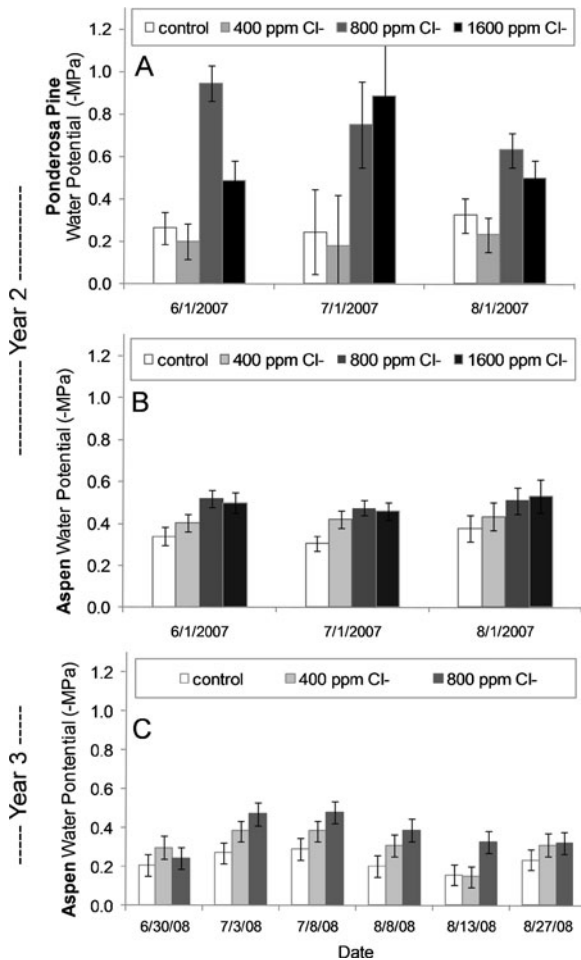 control 400 ppm Cl- 800 ppm Cl- 1600 ppm Cl-
A
Ponderosa Pine
Water Potential (-MPa)
1.2
1.0
0.8
0.6
0.4
0.2
0.0
6/1/2007 7/1/2007 8/1/2007
----------- Year 2 -----------
control 400 ppm Cl- 800 ppm Cl- 1600 ppm Cl-
B
Aspen Water Potential (-MPa)
1.2
1.0
0.8
0.6
0.4
0.2
0.0
6/1/2007 7/1/2007 8/1/2007
control 400 ppm Cl- 800 ppm Cl-
C
Aspen Water Pontential (-MPa)
1.2
1.0
0.8
0.6
0.4
0.2
0.0
6/30/08 7/3/08 7/8/08 8/8/08 8/13/08 8/27/08
Date
----- Year 3 -----